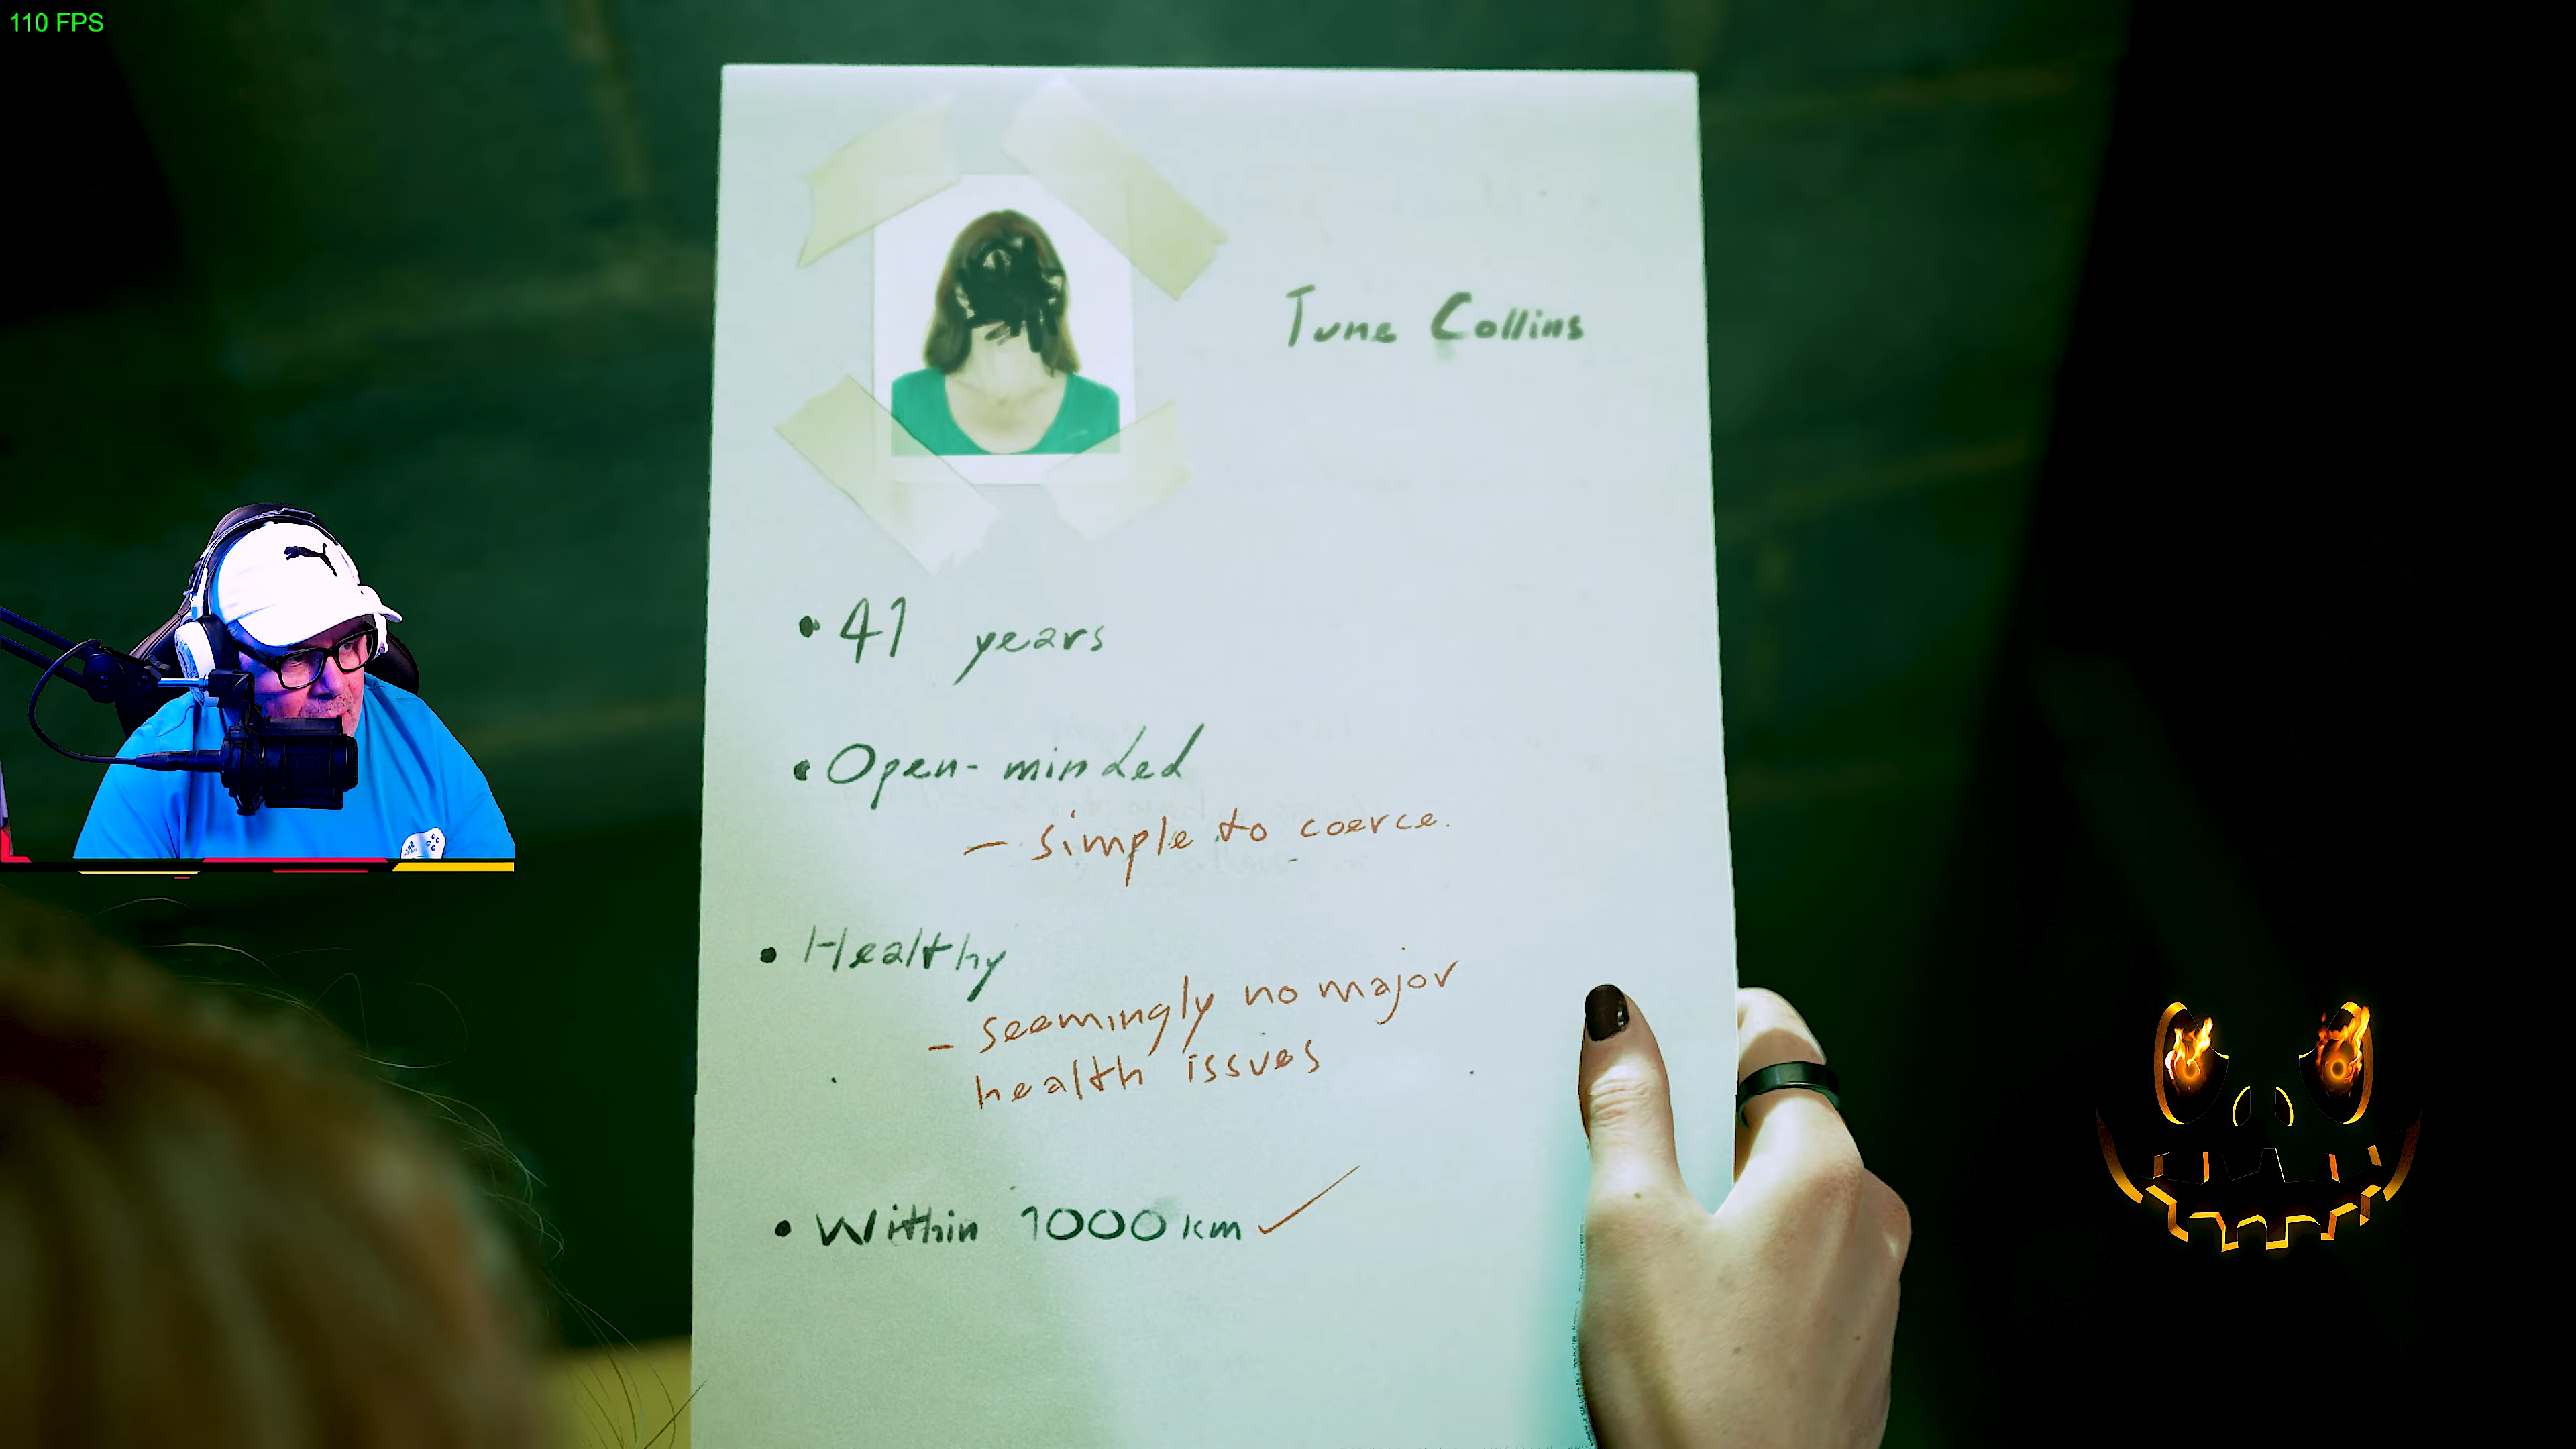 110 FPS
Tune Collins
• 41 years
• Open-minded
- simple to coerce.
• Healthy
- seemingly no major
health issues
• Within 1000 km ✓